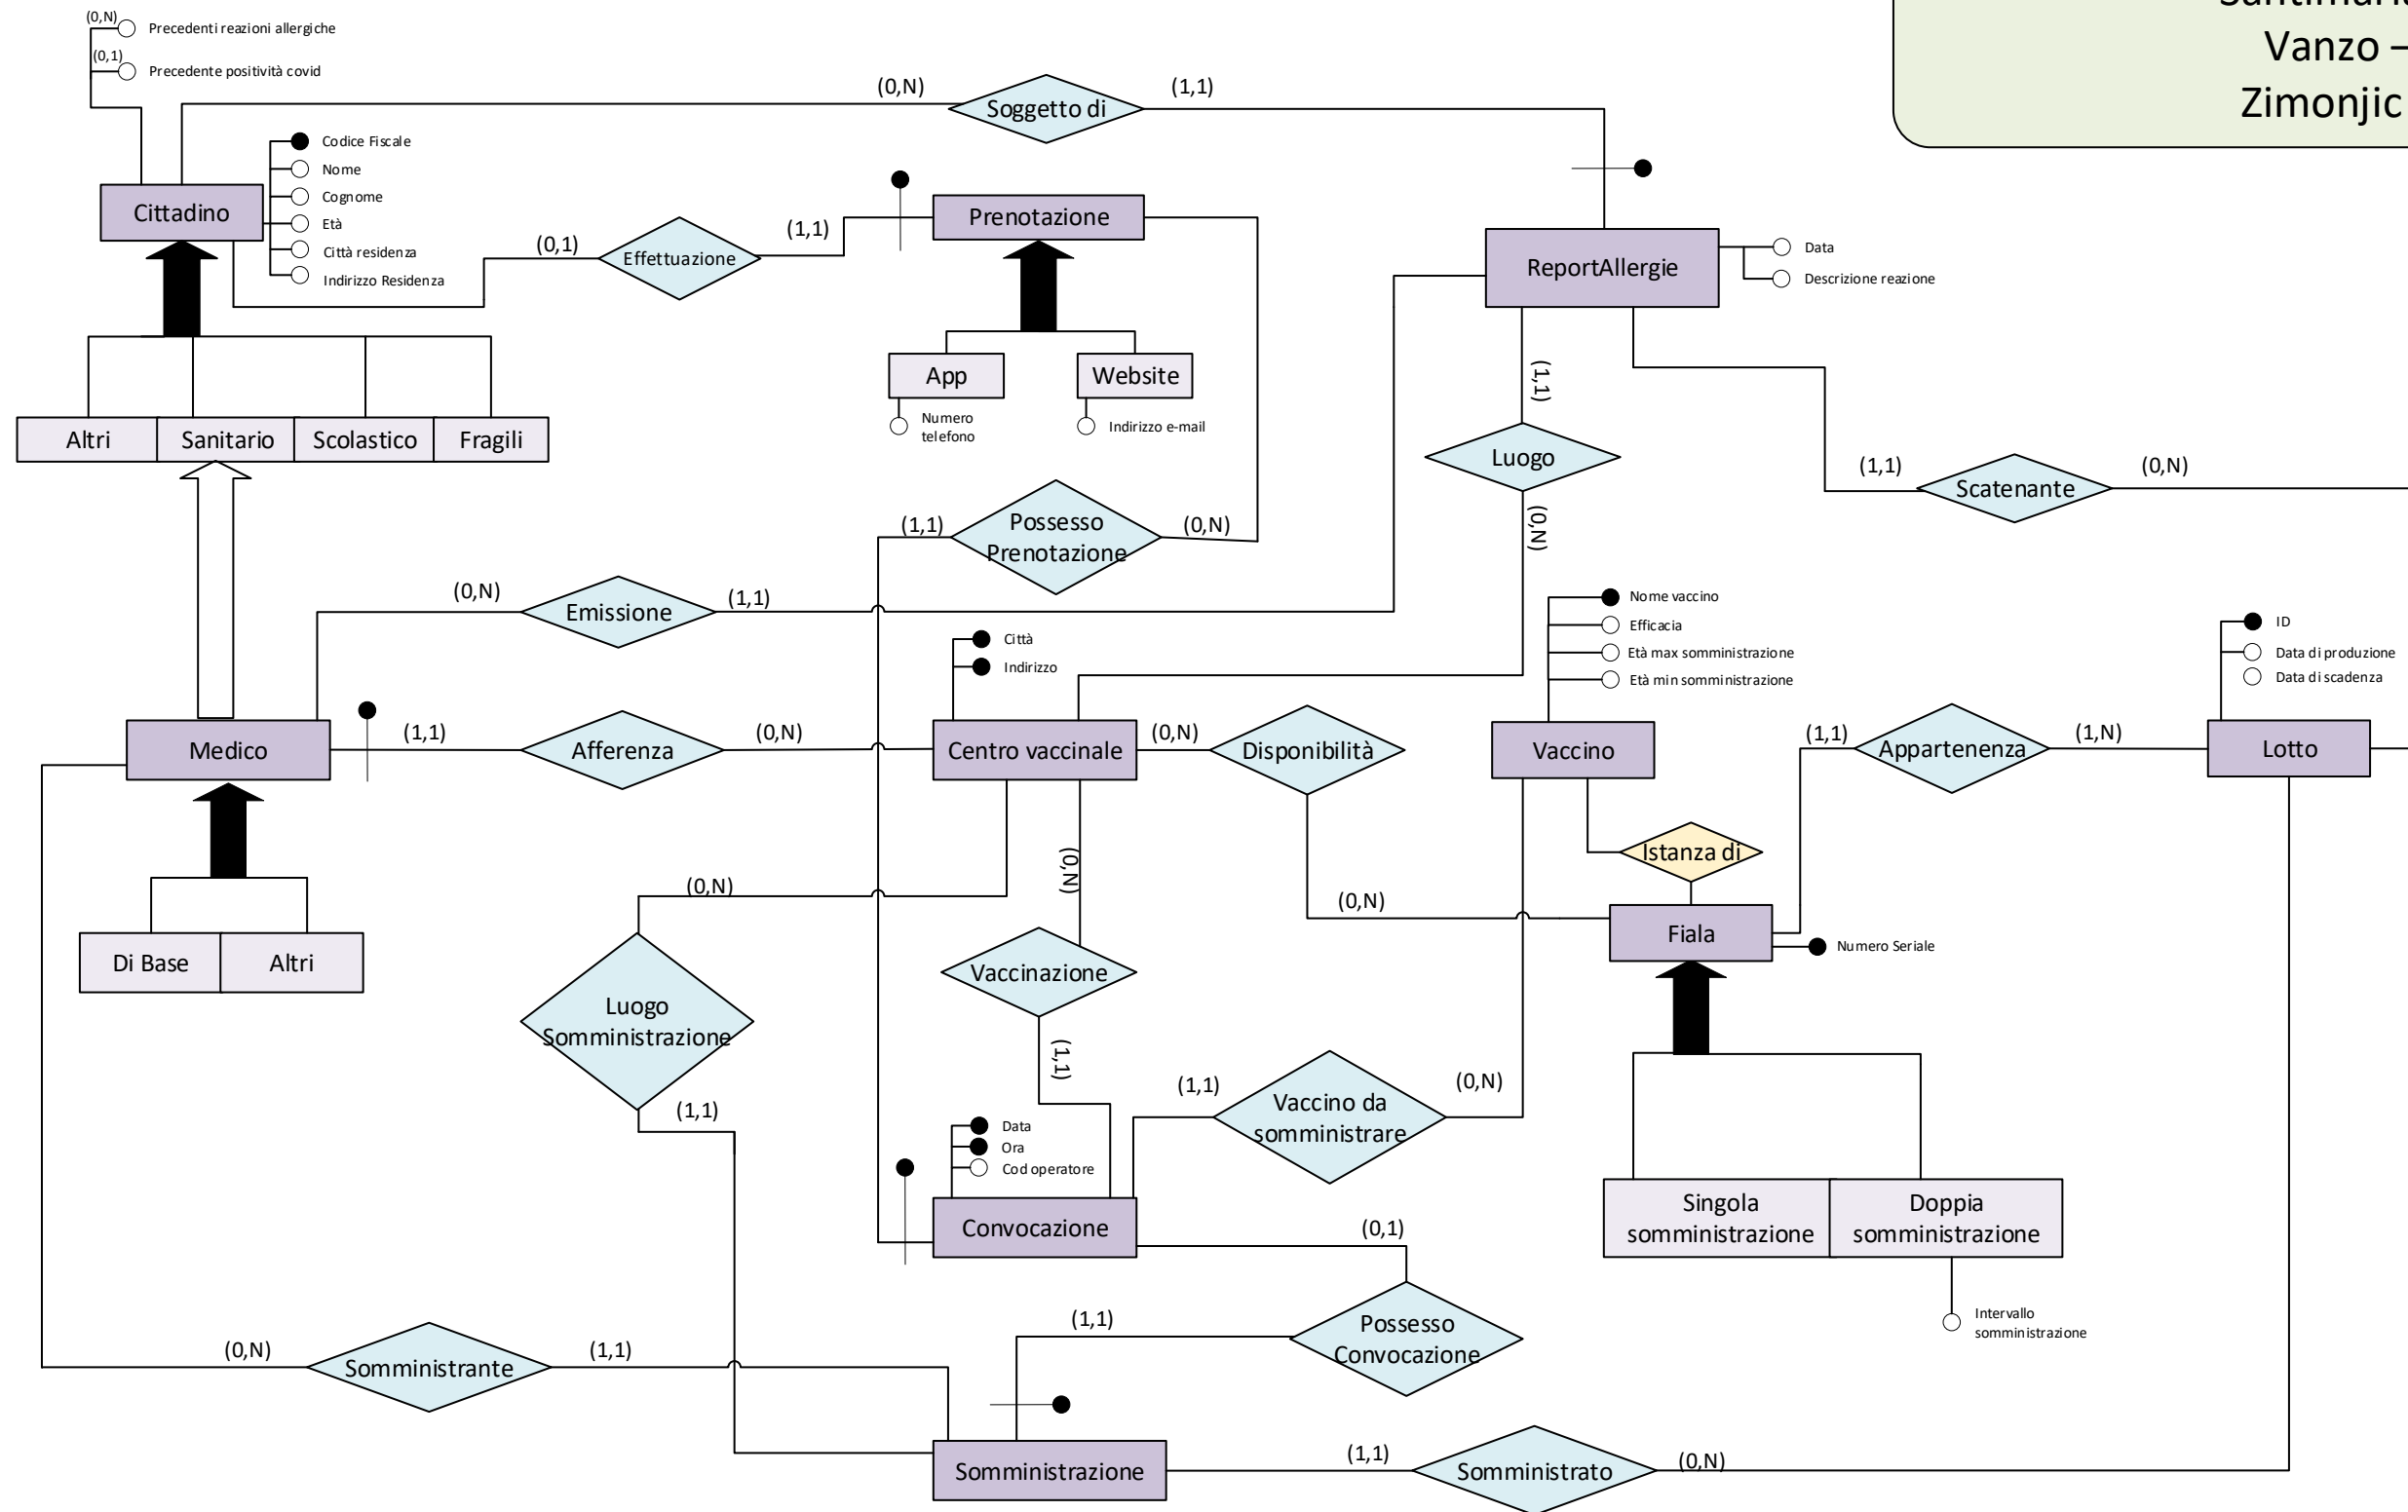 (0,N)
Precedenti reazioni allergiche
(0,1)
Precedente positività covid
Vanzo –
Zimonjic
(0,N)
Soggetto di
(1,1)
Codice Fiscale
Nome
Cognome
Età
Città residenza
Indirizzo Residenza
Cittadino
(0,1)
Effettuazione
(1,1)
Prenotazione
ReportAllergie
Data
Descrizione reazione
App
Website
Numero
telefono
Indirizzo e-mail
Altri
Sanitario
Scolastico
Fragili
(1,1)
Luogo
(0,N)
(1,1)
Scatenante
(0,N)
(1,1)
Possesso
Prenotazione
(0,N)
(0,N)
Emissione
(1,1)
Città
Indirizzo
Nome vaccino
Efficacia
Età max somministrazione
Età min somministrazione
ID
Data di produzione
Data di scadenza
Medico
(1,1)
Afferenza
(0,N)
Centro vaccinale
(0,N)
Disponibilità
Vaccino
(1,1)
Appartenenza
(1,N)
Lotto
Istanza di
(0,N)
(0,N)
(0,N)
Fiala
Numero Seriale
Di Base
Altri
Vaccinazione
Luogo
Somministrazione
(1,1)
(1,1)
(1,1)
Vaccino da
somministrare
(0,N)
Data
Ora
Cod operatore
Convocazione
(0,1)
Singola
somministrazione
Doppia
somministrazione
Intervallo
somministrazione
(1,1)
Possesso
Convocazione
(0,N)
Somministrante
(1,1)
Somministrazione
(1,1)
Somministrato
(0,N)